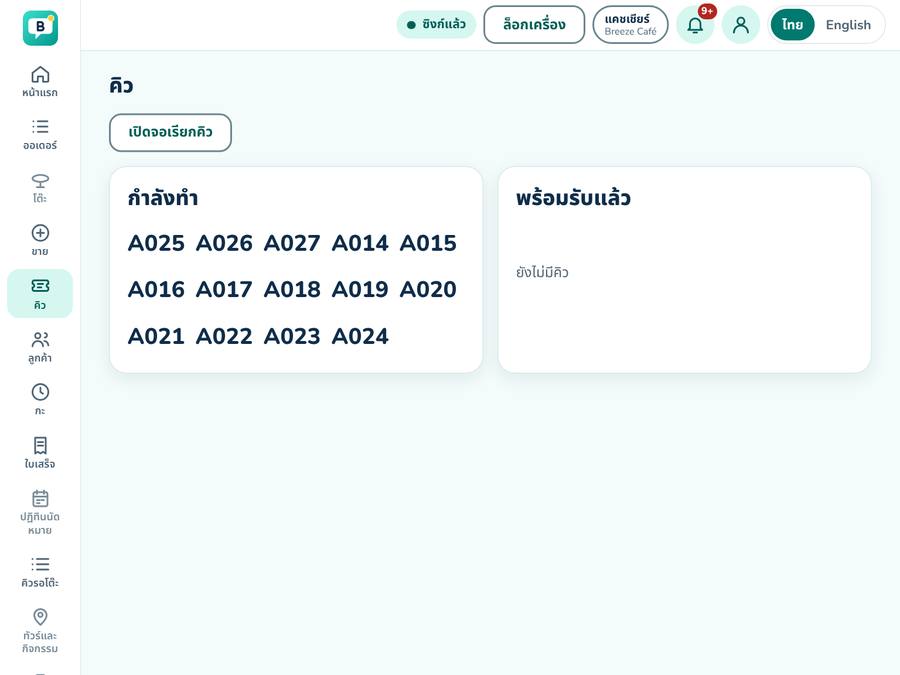 B
ซิงก์แล้ว
ล็อกเครื่อง
แคชเชียร์
Breeze Café
9+
ไทย
English
หน้าแรก
ออเดอร์
โต๊ะ
ขาย
คิว
ลูกค้า
กะ
ใบเสร็จ
ปฏิทินนัด
หมาย
คิวรอโต๊ะ
ทัวร์และ
กิจกรรม
คิว
เปิดจอเรียกคิว
กำลังทำ
A025 A026 A027 A014 A015
A016 A017 A018 A019 A020
A021 A022 A023 A024
พร้อมรับแล้ว
ยังไม่มีคิว